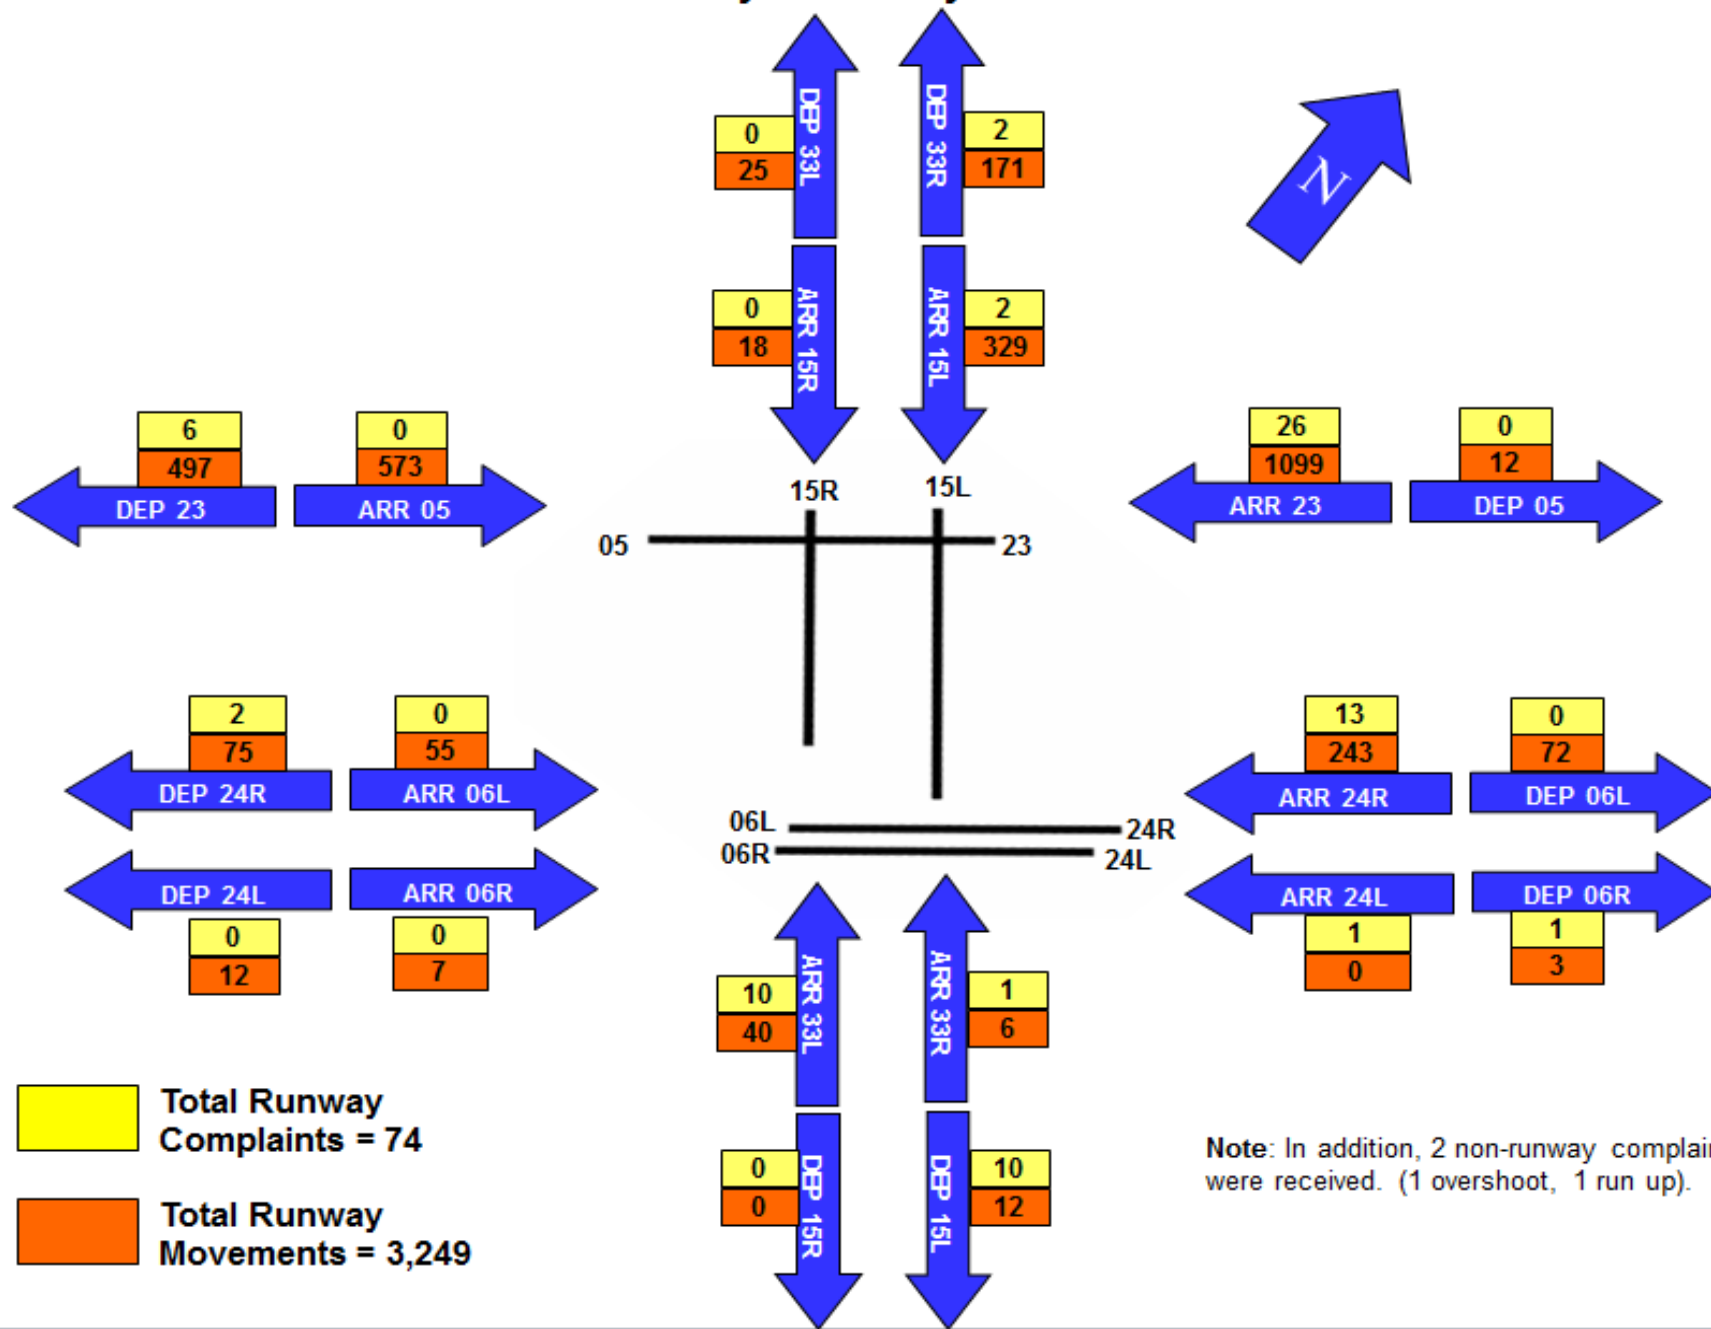 DEP 33L
DEP 33R
0
25
2
171
N
ARR 15R
ARR 15L
0
18
2
329
6
497
DEP 23
0
573
ARR 05
26
1099
ARR 23
0
12
DEP 05
15R
15L
05
23
2
75
DEP 24R
0
55
ARR 06L
13
243
ARR 24R
0
72
DEP 06L
06L
24R
06R
24L
DEP 24L
0
12
ARR 06R
0
7
ARR 24L
1
0
DEP 06R
1
3
ARR 33L
10
40
ARR 33R
1
6
DEP 15R
0
0
DEP 15L
10
12
Total Runway
Complaints = 74
Total Runway
Movements = 3,249
Note: In addition, 2 non-runway complain
were received. (1 overshoot, 1 run up).